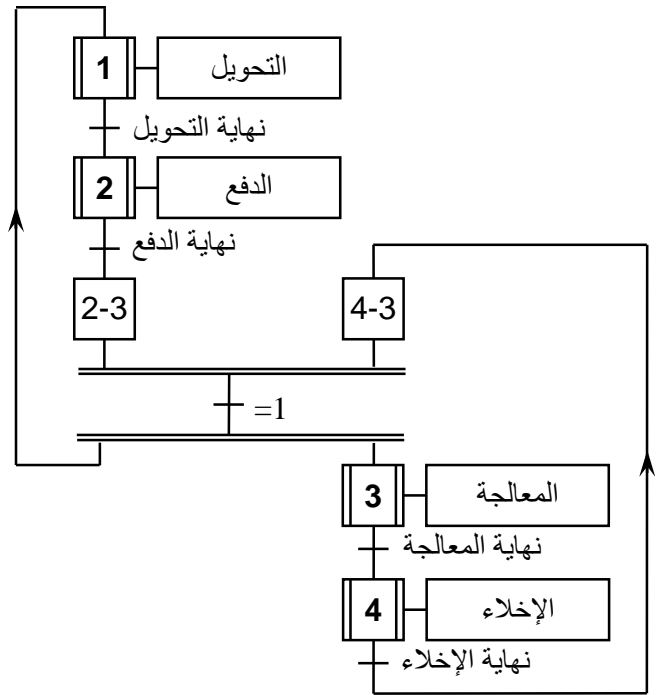 1 التحويل
نهاية التحويل
2 الدفع
نهاية الدفع
2-3 4-3
=1
3 المعالجة
نهاية المعالجة
4 الإخلاء
نهاية الإخلاء